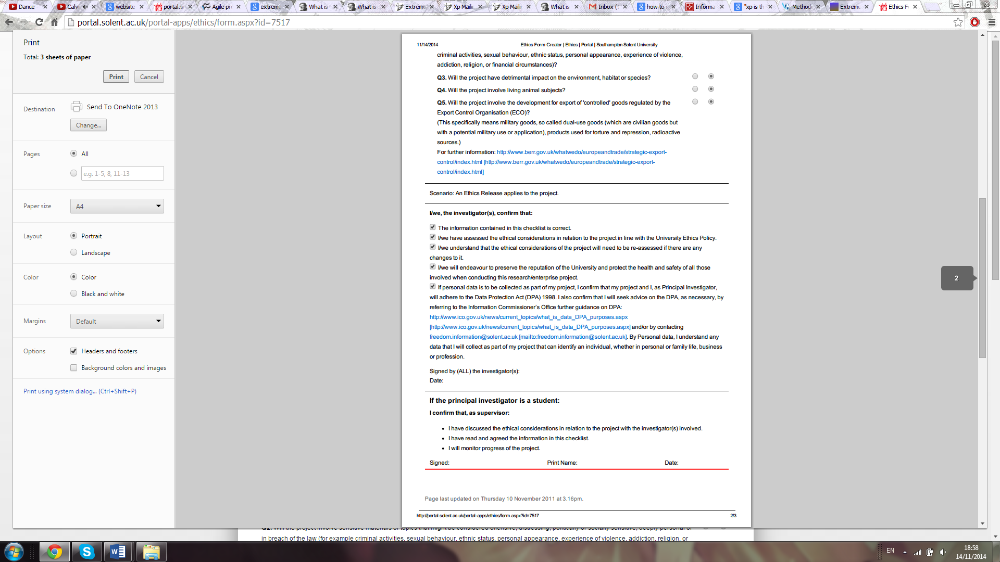 Dance -
Calv
website
portal.s
Agile pr
extreme
What is
What is
Extreme
Xp Maili
Xp Mailin
What is
Inbox (
how to
Informa
"xp is th
Method
Extreme
Ethics F
portal.solent.ac.uk/portal-apps/ethics/form.aspx?id=7517
Print
Total: 3 sheets of paper
Print
Cancel
Destination
Send To OneNote 2013
Change...
Pages
All
e.g. 1-5, 8, 11-13
Paper size
A4
Layout
Portrait
Landscape
Color
Color
Black and white
Margins
Default
Options
Headers and footers
Background colors and images
Print using system dialog... (Ctrl+Shift+P)
11/14/2014
Ethics Form Creator | Ethics | Portal | Southampton Solent University
criminal activities, sexual behaviour, ethnic status, personal appearance, experience of violence,
addiction, religion, or financial circumstances)?
Q3. Will the project have detrimental impact on the environment, habitat or species?
Q4. Will the project involve living animal subjects?
Q5. Will the project involve the development for export of 'controlled' goods regulated by the
Export Control Organisation (ECO)?
(This specifically means military goods, so called dual-use goods (which are civilian goods but
with a potential military use or application), products used for torture and repression, radioactive
sources.)
For further information: http://www.berr.gov.uk/whatwedo/europeandtrade/strategic-export-
control/index.html [http://www.berr.gov.uk/whatwedo/europeandtrade/strategic-export-
control/index.html]
Scenario: An Ethics Release applies to the project.
I/we, the investigator(s), confirm that:
The information contained in this checklist is correct.
I/we have assessed the ethical considerations in relation to the project in line with the University Ethics Policy.
I/we understand that the ethical considerations of the project will need to be re-assessed if there are any
changes to it.
I/we will endeavour to preserve the reputation of the University and protect the health and safety of all those
involved when conducting this research/enterprise project.
If personal data is to be collected as part of my project, I confirm that my project and I, as Principal Investigator,
will adhere to the Data Protection Act (DPA) 1998. I also confirm that I will seek advice on the DPA, as necessary, by
referring to the Information Commissioner's Office further guidance on DPA:
http://www.ico.gov.uk/news/current_topics/what_is_data_DPA_purposes.aspx
[http://www.ico.gov.uk/news/current_topics/what_is_data_DPA_purposes.aspx] and/or by contacting
freedom.information@solent.ac.uk [mailto:freedom.information@solent.ac.uk]. By Personal data, I understand any
data that I will collect as part of my project that can identify an individual, whether in personal or family life, business
or profession.
Signed by (ALL) the investigator(s):
Date:
If the principal investigator is a student:
I confirm that, as supervisor:
• I have discussed the ethical considerations in relation to the project with the investigator(s) involved.
• I have read and agreed the information in this checklist.
• I will monitor progress of the project.
Signed: Print Name: Date:
Page last updated on Thursday 10 November 2011 at 3.16pm.
http://portal.solent.ac.uk/portal-apps/ethics/form.aspx?id=7517
2/3
2
Q2. Will the project involve sensitive materials or topics that might be considered offensive, distressing, politically or socially sensitive, deeply personal or
in breach of the law (for example criminal activities, sexual behaviour, ethnic status, personal appearance, experience of violence, addiction, religion, or
EN
18:58
14/11/2014